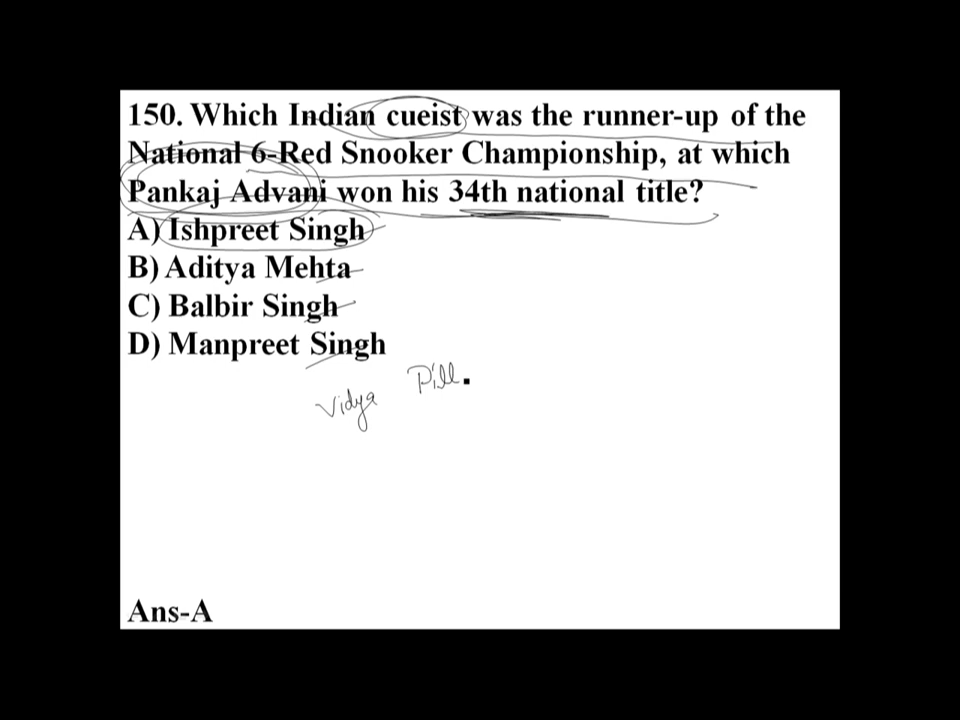 150. Which Indian cueist was the runner-up of the
National 6-Red Snooker Championship, at which
Pankaj Advani won his 34th national title?
A) Ishpreet Singh
B) Aditya Mehta
C) Balbir Singh
D) Manpreet Singh
Vidya Pill.
Ans-A